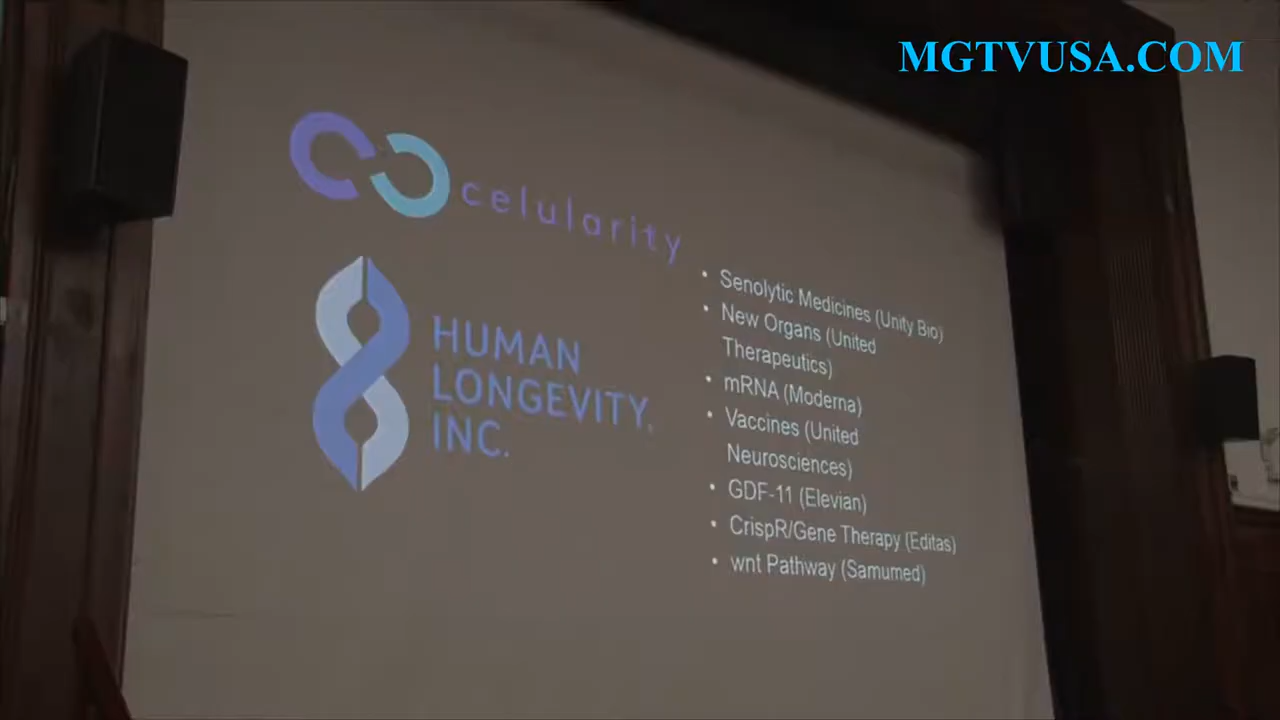 MGTVUSA.COM
celularity
HUMAN
LONGEVITY,
INC.
• Senolytic Medicines (Unity Bio)
• New Organs (United
Therapeutics)
• mRNA (Moderna)
• Vaccines (United
Neurosciences)
• GDF-11 (Elevian)
• CrispR/Gene Therapy (Editas)
• wnt Pathway (Samumed)